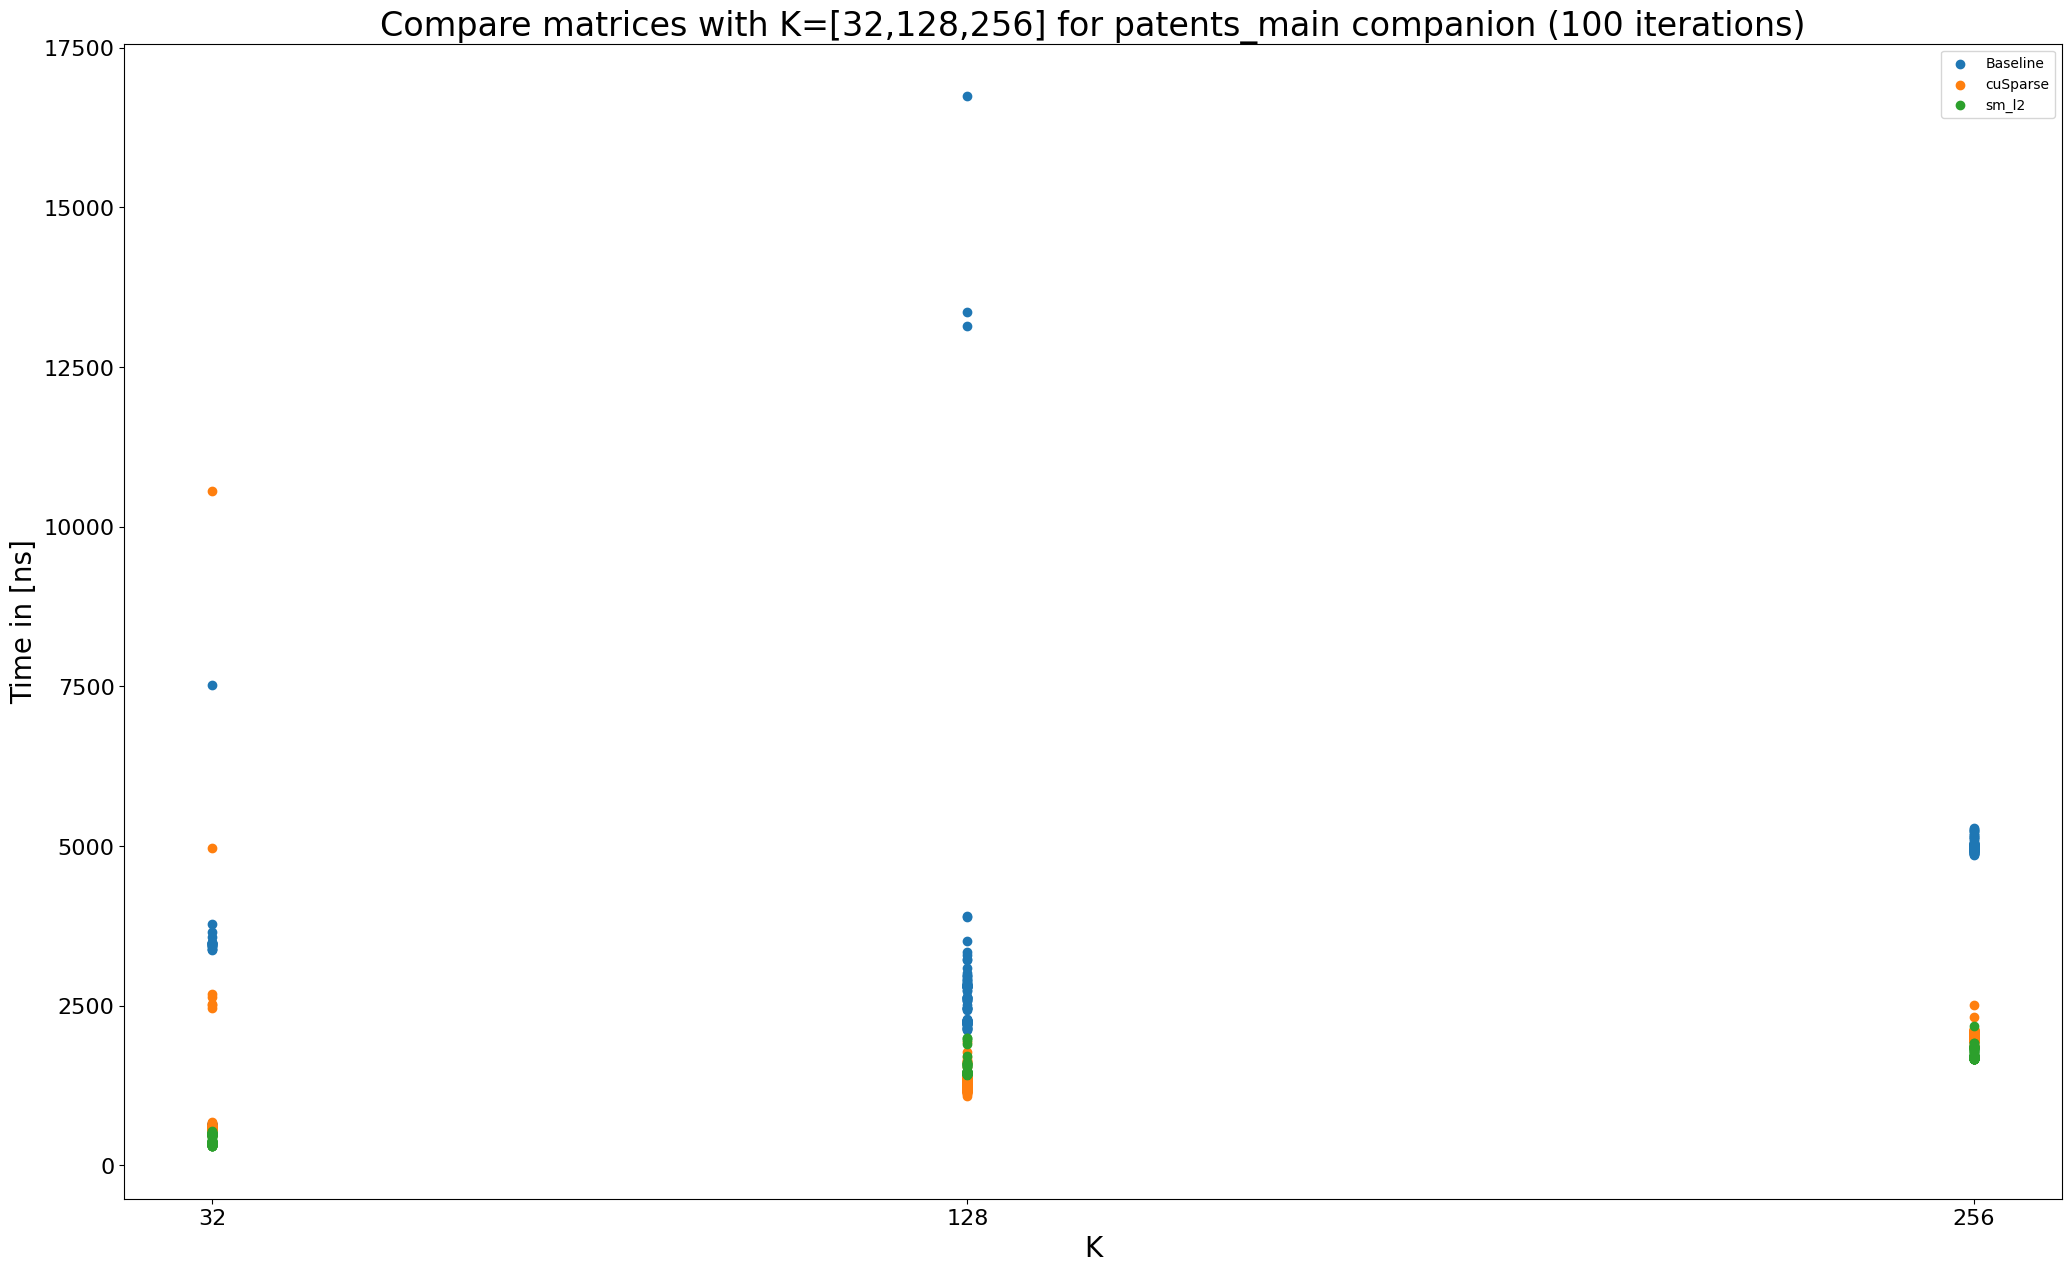 Compare matrices with K=[32,128,256] for patents_main companion (100 iterations)
17500
15000
12500
10000
7500
5000
2500
0
Time in [ns]
32
128
256
K
Baseline
cuSparse
sm_l2